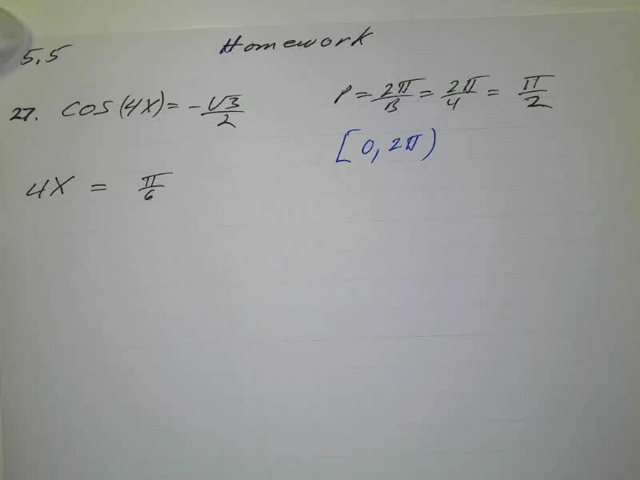 5.5 Homework
27. COS(4X) = -√3/2 P = 2π/B = 2π/4 = π/2
[0, 2π)
4X = π/6